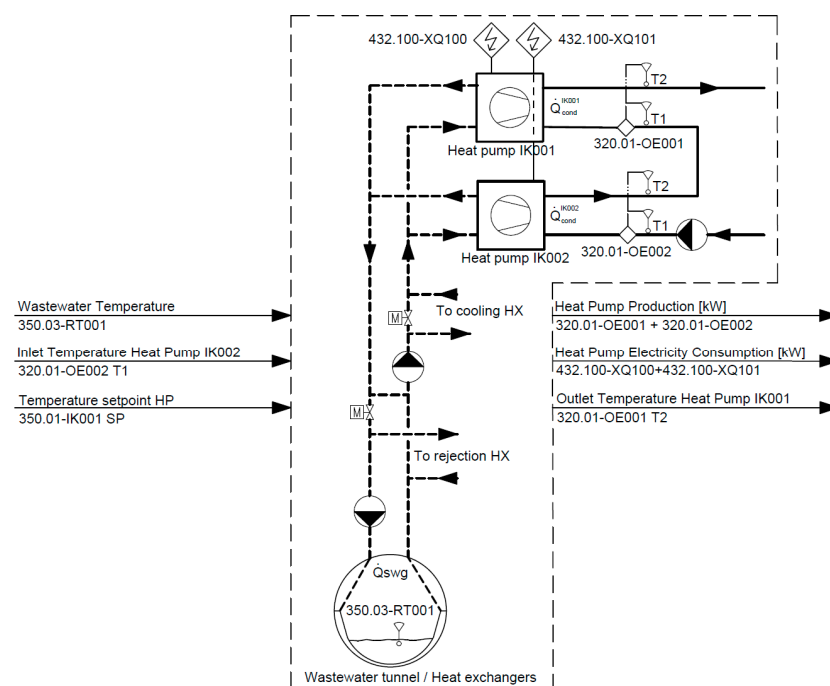 432.100-XQ100
432.100-XQ101
T2
Q̇ IK001 cond
T1
Heat pump IK001
320.01-OE001
T2
Q̇ IK002 cond
T1
Heat pump IK002
320.01-OE002
Wastewater Temperature
350.03-RT001
Inlet Temperature Heat Pump IK002
320.01-OE002 T1
Temperature setpoint HP
350.01-IK001 SP
M
To cooling HX
M
To rejection HX
Heat Pump Production [kW]
320.01-OE001 + 320.01-OE002
Heat Pump Electricity Consumption [kW]
432.100-XQ100+432.100-XQ101
Outlet Temperature Heat Pump IK001
320.01-OE001 T2
Q̇swg
350.03-RT001
Wastewater tunnel / Heat exchangers